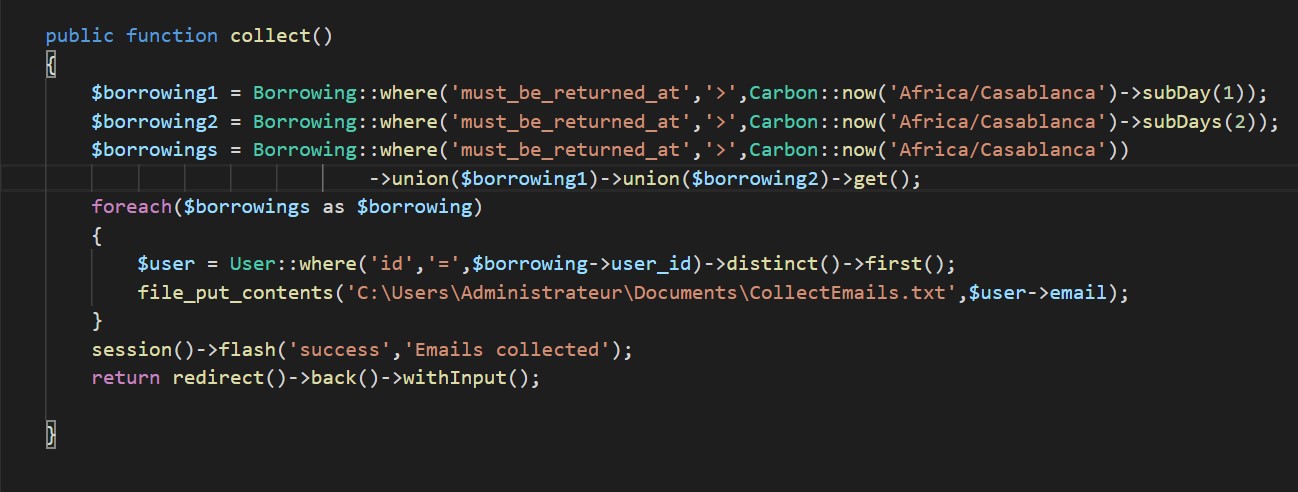 public function collect()
{
$borrowing1 = Borrowing::where('must_be_returned_at','>',Carbon::now('Africa/Casablanca')->subDay(1));
$borrowing2 = Borrowing::where('must_be_returned_at','>',Carbon::now('Africa/Casablanca')->subDays(2));
$borrowings = Borrowing::where('must_be_returned_at','>',Carbon::now('Africa/Casablanca'))
->union($borrowing1)->union($borrowing2)->get();
foreach($borrowings as $borrowing)
{
$user = User::where('id','=',$borrowing->user_id)->distinct()->first();
file_put_contents('C:\Users\Administrateur\Documents\CollectEmails.txt',$user->email);
}
session()->flash('success','Emails collected');
return redirect()->back()->withInput();
}